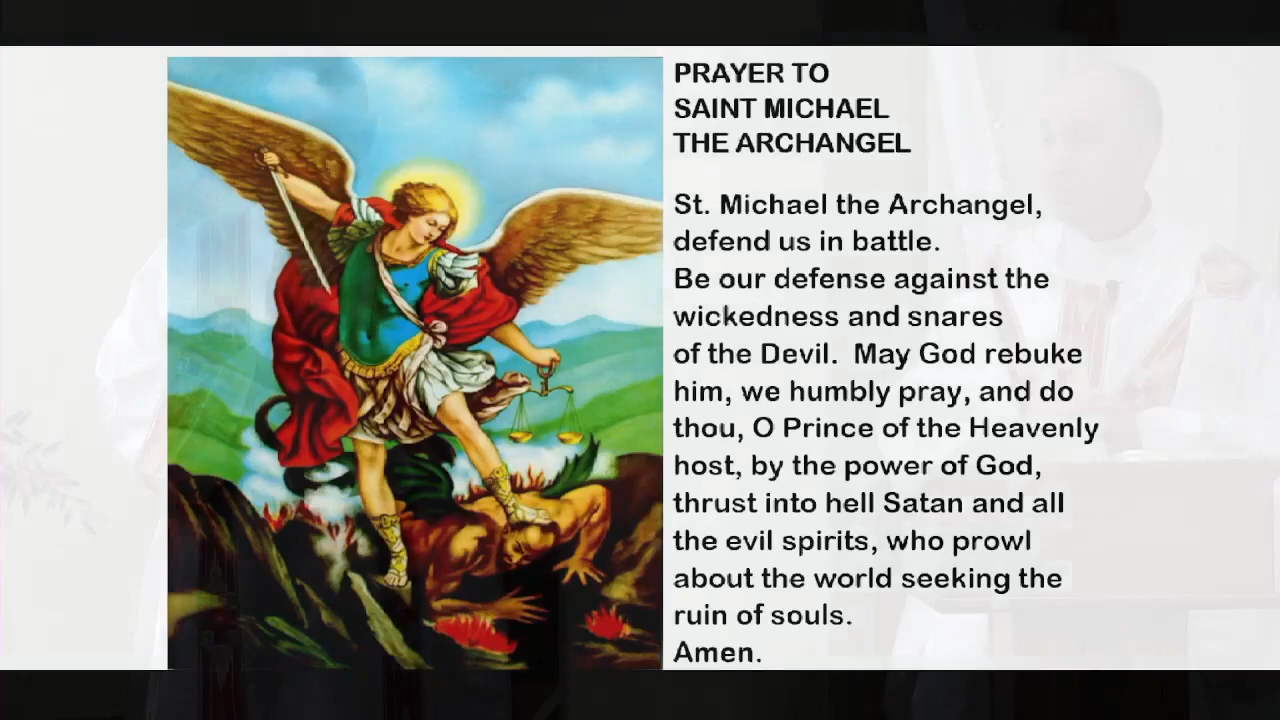 PRAYER TO
SAINT MICHAEL
THE ARCHANGEL
St. Michael the Archangel,
defend us in battle.
Be our defense against the
wickedness and snares
of the Devil.  May God rebuke
him, we humbly pray, and do
thou, O Prince of the Heavenly
host, by the power of God,
thrust into hell Satan and all
the evil spirits, who prowl
about the world seeking the
ruin of souls.
Amen.